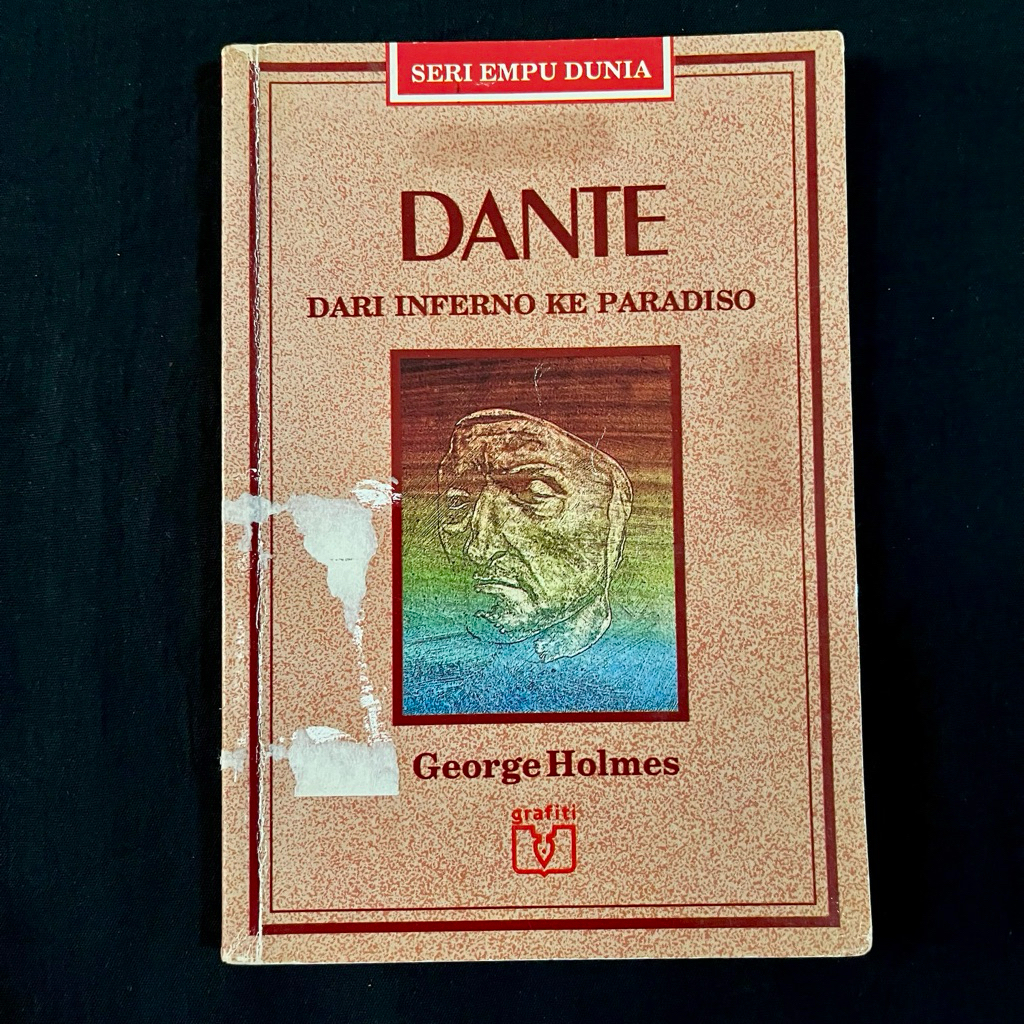 SERI EMPU DUNIA
DANTE
DARI INFERNO KE PARADISO
George Holmes
grafiti